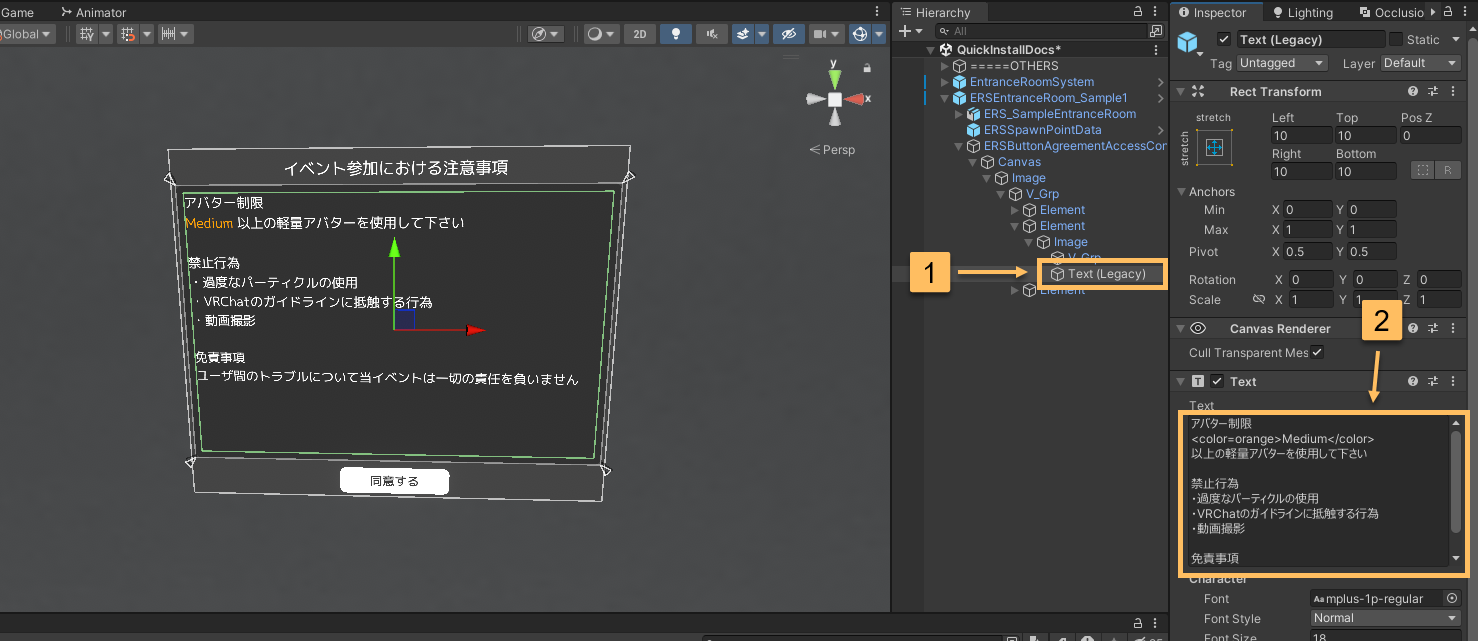 Game
Animator
Global
2D
y
x
Persp
イベント参加における注意事項
アバター制限
Medium 以上の軽量アバターを使用して下さい
禁止行為
・過度なパーティクルの使用
・VRChatのガイドラインに抵触する行為
・動画撮影
免責事項
ユーザ間のトラブルについて当イベントは一切の責任を負いません
同意する
Hierarchy
All
QuickInstallDocs*
=====OTHERS
EntranceRoomSystem
ERSEntranceRoom_Sample1
ERS_SampleEntranceRoom
ERSSpawnPointData
ERSButtonAgreementAccessCon
Canvas
Image
V_Grp
Element
Element
Image
V_Grp
Text (Legacy)
Element
1
Inspector
Lighting
Occlusio
Text (Legacy)
Static
Tag Untagged
Layer Default
Rect Transform
stretch
stretch
Left Top Pos Z
10 10 0
Right Bottom
10 10
R
Anchors
Min X 0 Y 0
Max X 1 Y 1
Pivot X 0.5 Y 0.5
Rotation X 0 Y 0 Z 0
Scale X 1 Y 1 Z 1
2
Canvas Renderer
Cull Transparent Mes
Text
Text
アバター制限
<color=orange>Medium</color>
以上の軽量アバターを使用して下さい
禁止行為
・過度なパーティクルの使用
・VRChatのガイドラインに抵触する行為
・動画撮影
免責事項
Character
Font mplus-1p-regular
Font Style Normal
Font Size 18